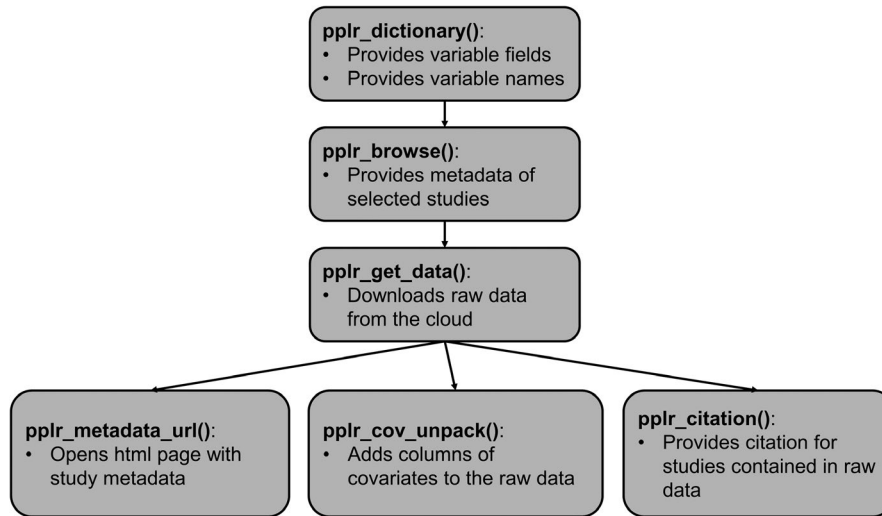 pplr_dictionary():
• Provides variable fields
• Provides variable names
pplr_browse():
• Provides metadata of
selected studies
pplr_get_data():
• Downloads raw data
from the cloud
pplr_metadata_url():
• Opens html page with
study metadata
pplr_cov_unpack():
• Adds columns of
covariates to the raw data
pplr_citation():
• Provides citation for
studies contained in raw
data